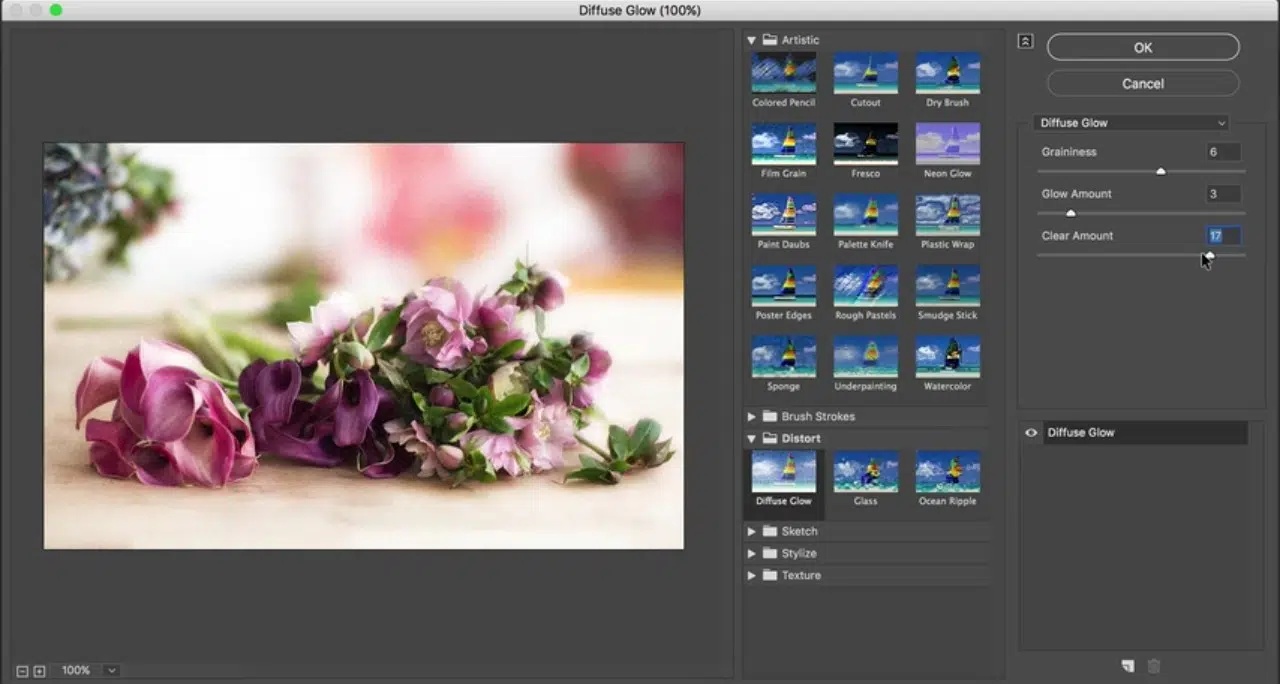 Diffuse Glow (100%)
Artistic
Colored Pencil
Cutout
Dry Brush
Film Grain
Fresco
Neon Glow
Paint Daubs
Palette Knife
Plastic Wrap
Poster Edges
Rough Pastels
Smudge Stick
Sponge
Underpainting
Watercolor
Brush Strokes
Distort
Diffuse Glow
Glass
Ocean Ripple
Sketch
Stylize
Texture
OK
Cancel
Diffuse Glow
Graininess 6
Glow Amount 3
Clear Amount 17
Diffuse Glow
100%